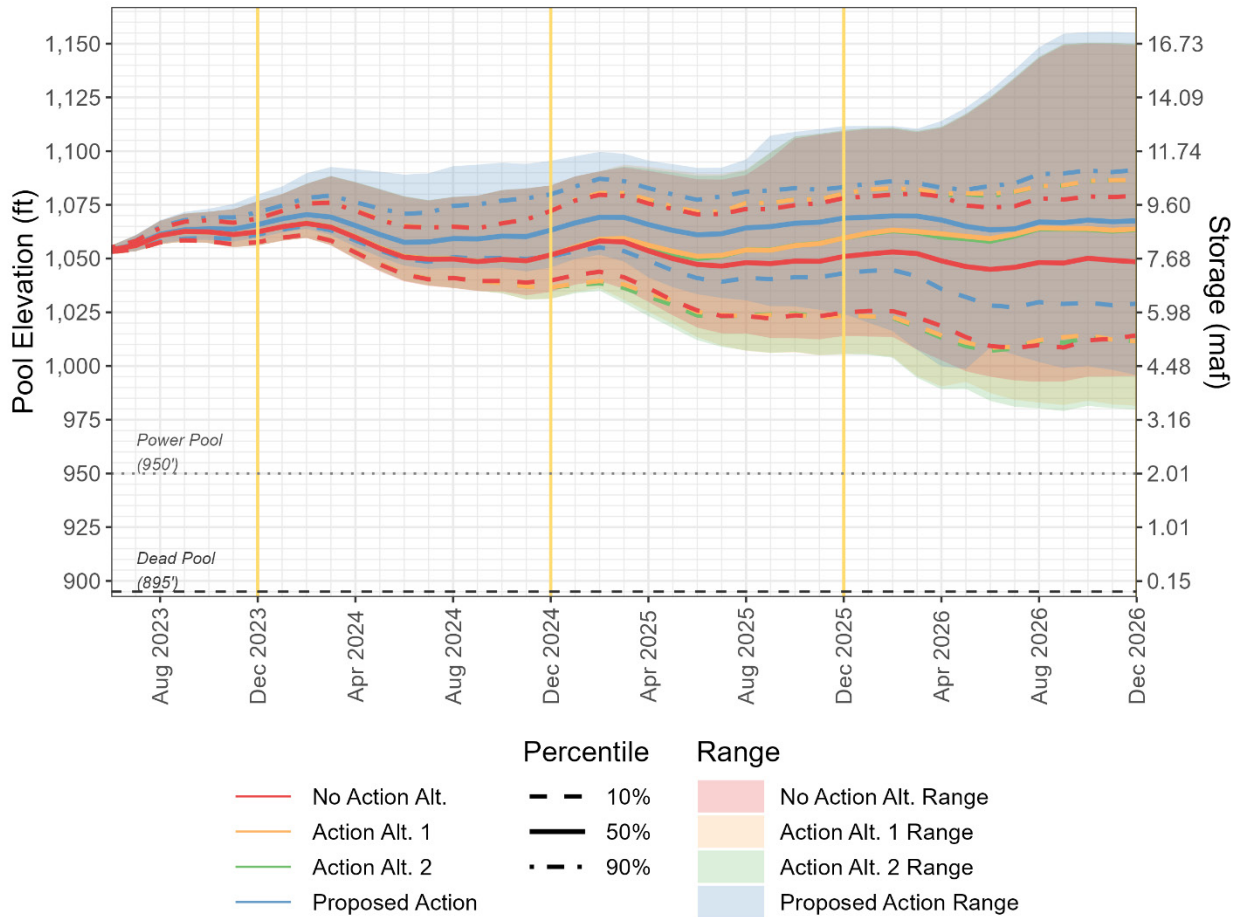 Pool Elevation (ft)
1,150
1,125
1,100
1,075
1,050
1,025
1,000
975
950
925
900
Power Pool
(950')
Dead Pool
(895')
16.73
14.09
11.74
9.60
7.68
5.98
4.48
3.16
2.01
1.01
0.15
Storage (maf)
Aug 2023
Dec 2023
Apr 2024
Aug 2024
Dec 2024
Apr 2025
Aug 2025
Dec 2025
Apr 2026
Aug 2026
Dec 2026
No Action Alt.
Action Alt. 1
Action Alt. 2
Proposed Action
Percentile
10%
50%
90%
Range
No Action Alt. Range
Action Alt. 1 Range
Action Alt. 2 Range
Proposed Action Range